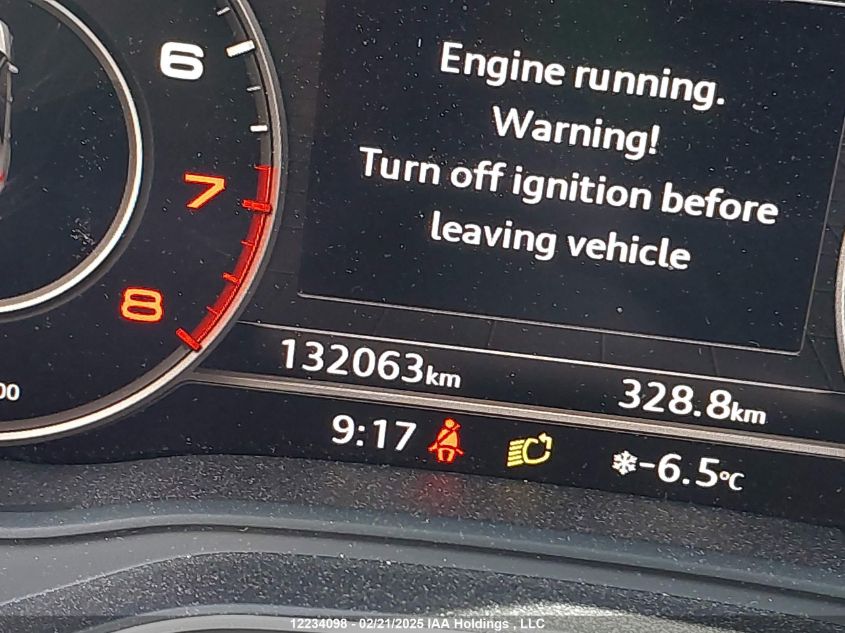 6
7
8
00
Engine running.
Warning!
Turn off ignition before
leaving vehicle
132063km
328.8km
9:17
-6.5°C
12234098 - 02/21/2025 IAA Holdings , LLC